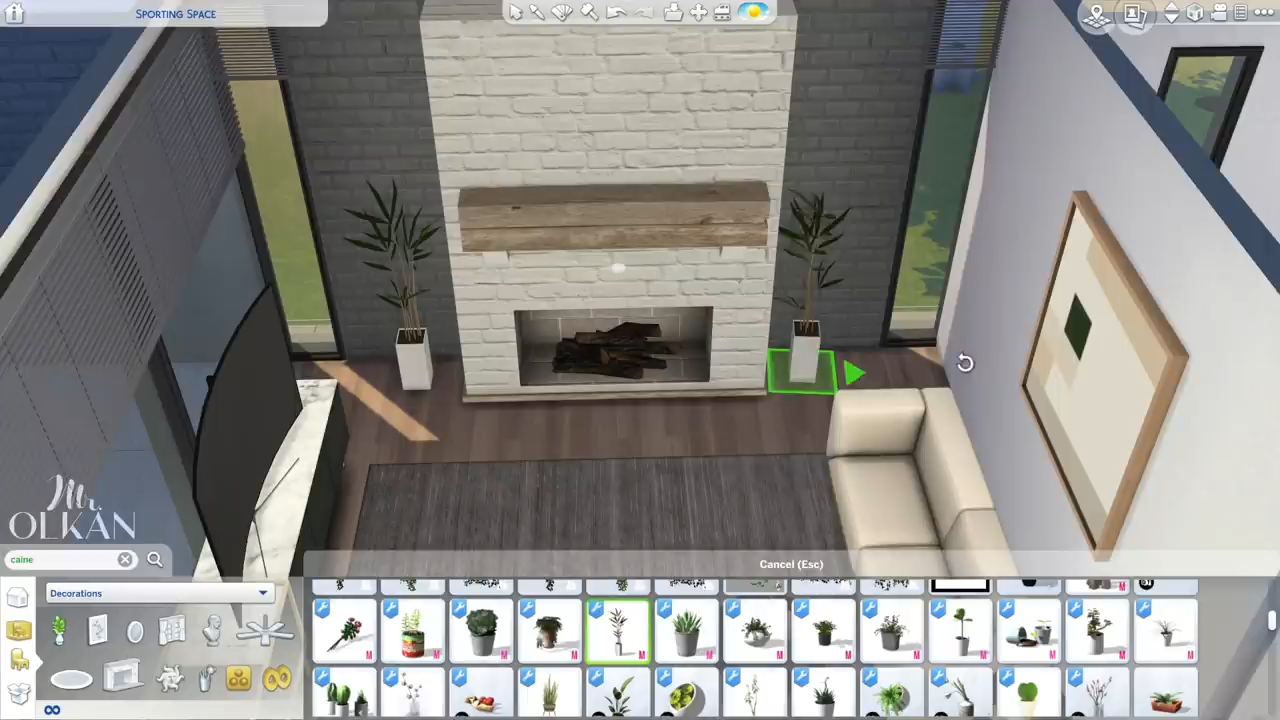 SPORTING SPACE
Mr.
OLKAN
caine
Cancel (Esc)
Decorations
M M M M M M M M M M M M M